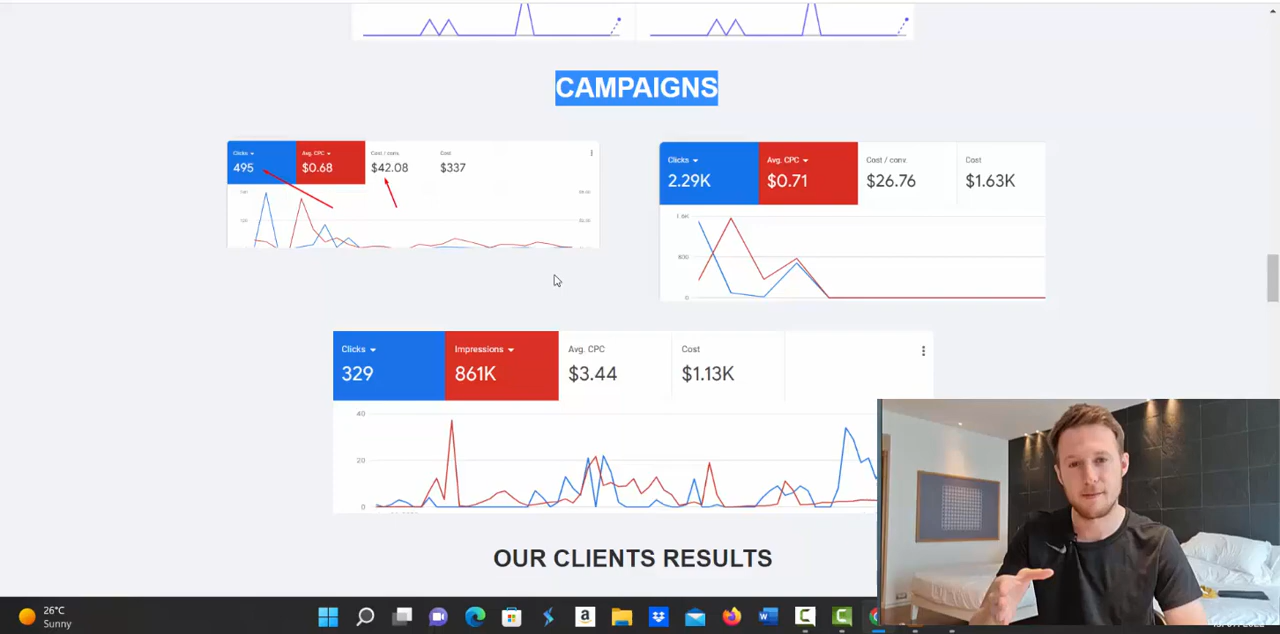 CAMPAIGNS
Clicks Avg. CPC Cost / conv. Cost
495 $0.68 $42.08 $337
Clicks Avg. CPC Cost / conv. Cost
2.29K $0.71 $26.76 $1.63K
800
0
Clicks Impressions Avg. CPC Cost
329 861K $3.44 $1.13K
40
20
0
OUR CLIENTS RESULTS
26°C
Sunny